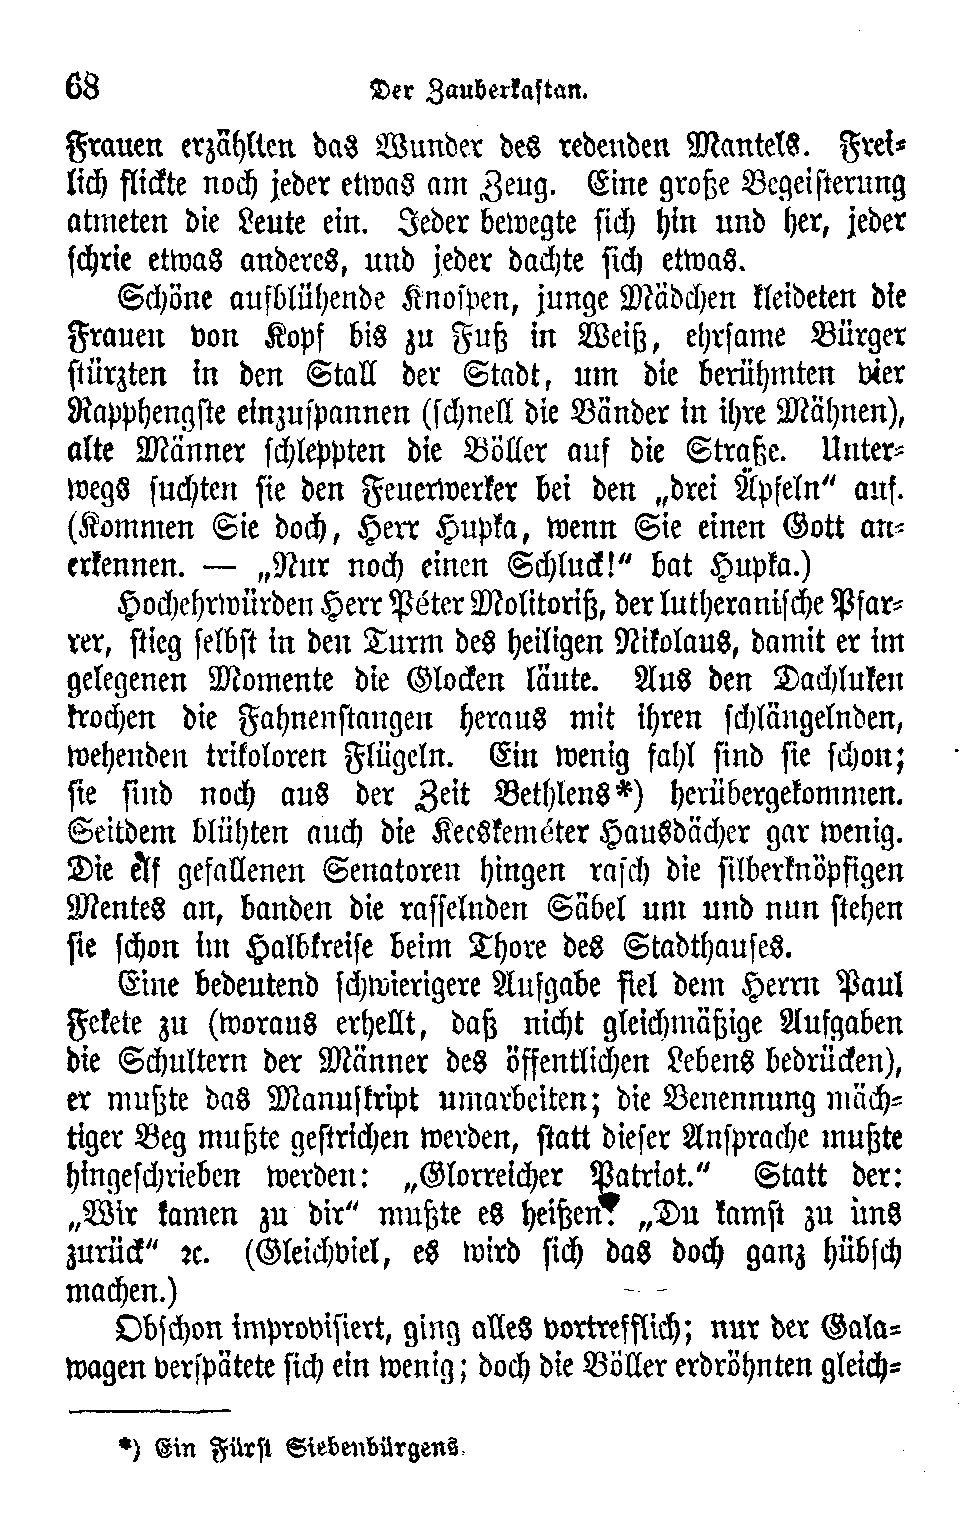 68 Der Zauberkaftan.
Frauen erzählten das Wunder des redenden Mantels. Frei-
lich flickte noch jeder etwas am Zeug. Eine große Begeisterung
atmeten die Leute ein. Jeder bewegte sich hin und her, jeder
schrie etwas anderes, und jeder dachte sich etwas.
Schöne aufblühende Knospen, junge Mädchen kleideten die
Frauen von Kopf bis zu Fuß in Weiß, ehrsame Bürger
stürzten in den Stall der Stadt, um die berühmten vier
Rapphengste einzuspannen (schnell die Bänder in ihre Mähnen),
alte Männer schleppten die Böller auf die Straße. Unter-
wegs suchten sie den Feuerwerker bei den „drei Äpfeln“ auf.
(Kommen Sie doch, Herr Hupka, wenn Sie einen Gott an-
erkennen. — „Nur noch einen Schluck!“ bat Hupka.)
Hochehrwürden Herr Péter Molitoriß, der lutheranische Pfar-
rer, stieg selbst in den Turm des heiligen Nikolaus, damit er im
gelegenen Momente die Glocken läute. Aus den Dachluken
krochen die Fahnenstangen heraus mit ihren schlängelnden,
wehenden trikoloren Flügeln. Ein wenig fahl sind sie schon;
sie sind noch aus der Zeit Bethlens*) herübergekommen.
Seitdem blühten auch die Kecskeméter Hausdächer gar wenig.
Die elf gefallenen Senatoren hingen rasch die silberknöpfigen
Mentes an, banden die rasselnden Säbel um und nun stehen
sie schon im Halbkreise beim Thore des Stadthauses.
Eine bedeutend schwierigere Aufgabe fiel dem Herrn Paul
Fekete zu (woraus erhellt, daß nicht gleichmäßige Aufgaben
die Schultern der Männer des öffentlichen Lebens bedrücken),
er mußte das Manuskript umarbeiten; die Benennung mäch-
tiger Beg mußte gestrichen werden, statt dieser Ansprache mußte
hingeschrieben werden: „Glorreicher Patriot.“ Statt der:
„Wir kamen zu dir“ mußte es heißen: „Du kamst zu uns
zurück“ ꝛc. (Gleichviel, es wird sich das doch ganz hübsch
machen.)
Obschon improvisiert, ging alles vortrefflich; nur der Gala-
wagen verspätete sich ein wenig; doch die Böller erdröhnten gleich-
*) Ein Fürst Siebenbürgens.